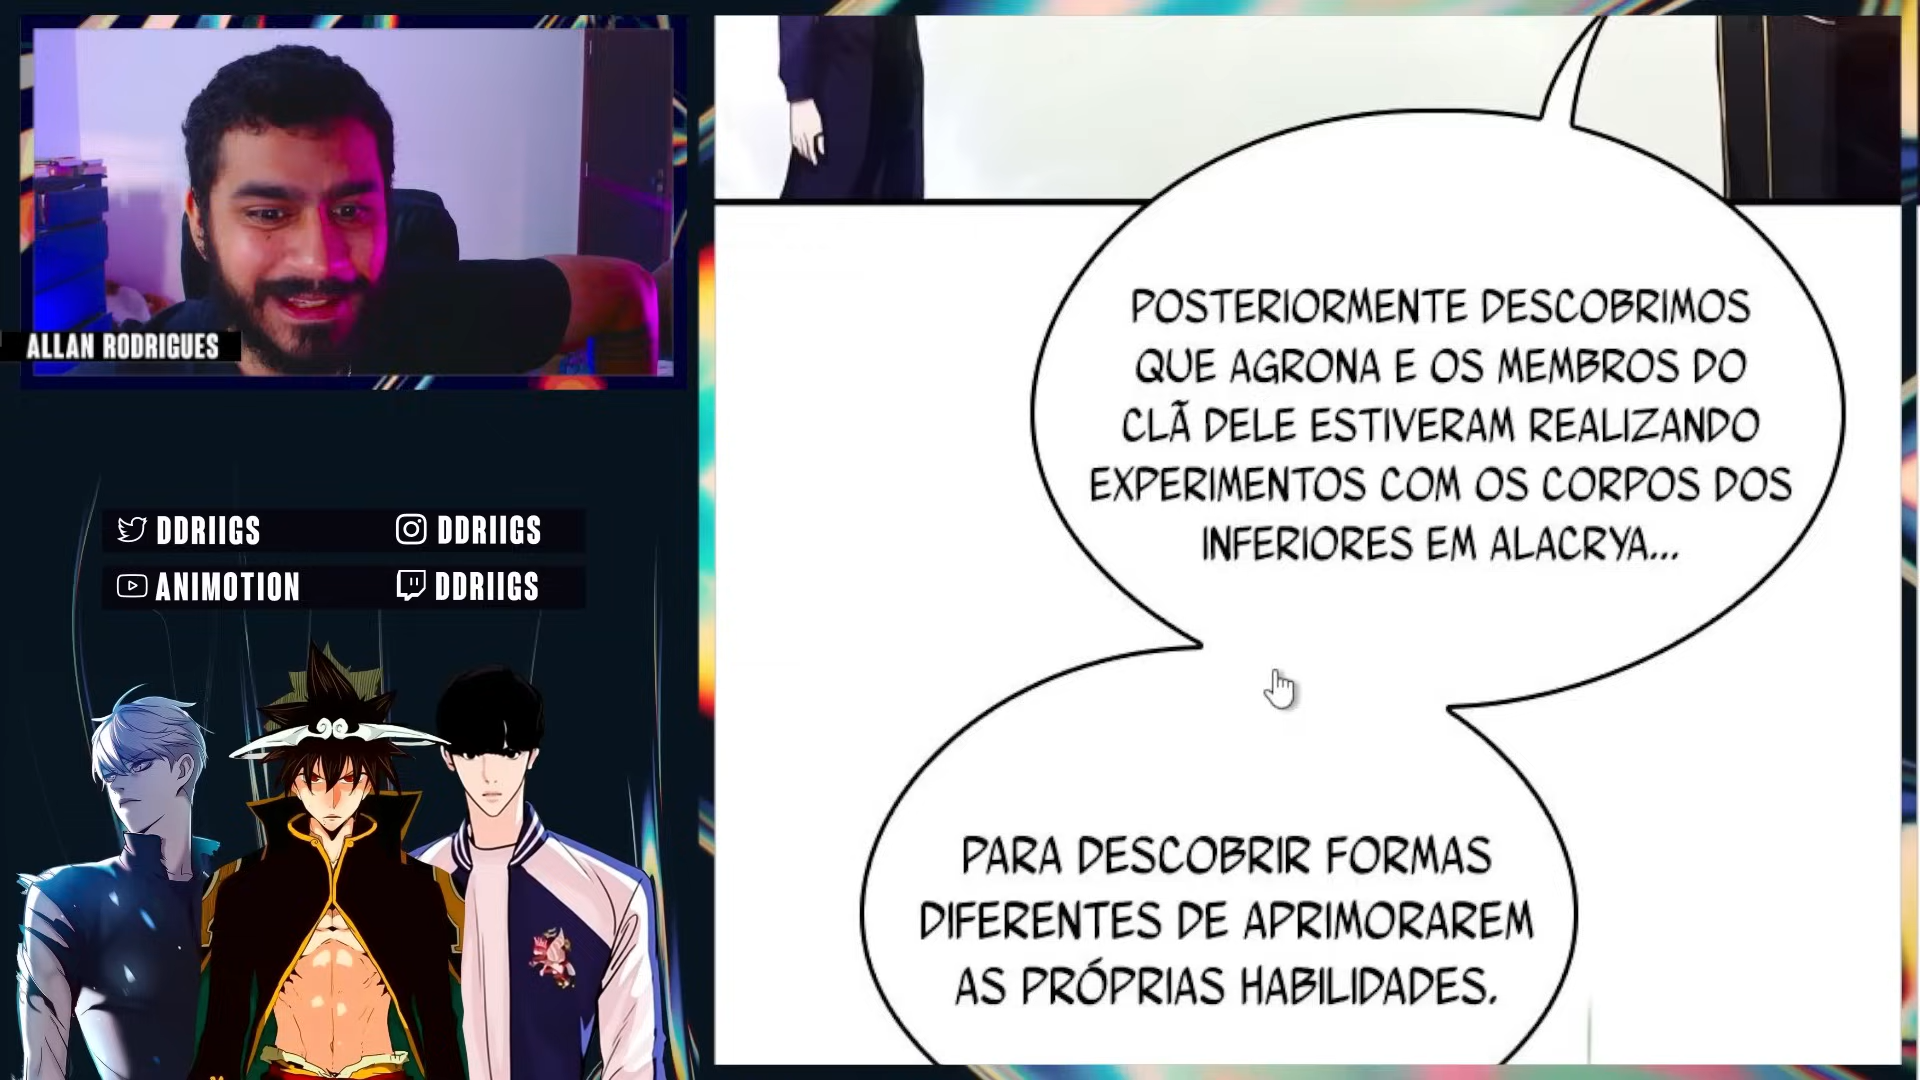 ALLAN RODRIGUES
DDRIIGS
DDRIIGS
ANIMOTION
DDRIIGS
POSTERIORMENTE DESCOBRIMOS
QUE AGRONA E OS MEMBROS DO
CLÃ DELE ESTIVERAM REALIZANDO
EXPERIMENTOS COM OS CORPOS DOS
INFERIORES EM ALACRYA...
PARA DESCOBRIR FORMAS
DIFERENTES DE APRIMORAREM
AS PRÓPRIAS HABILIDADES.